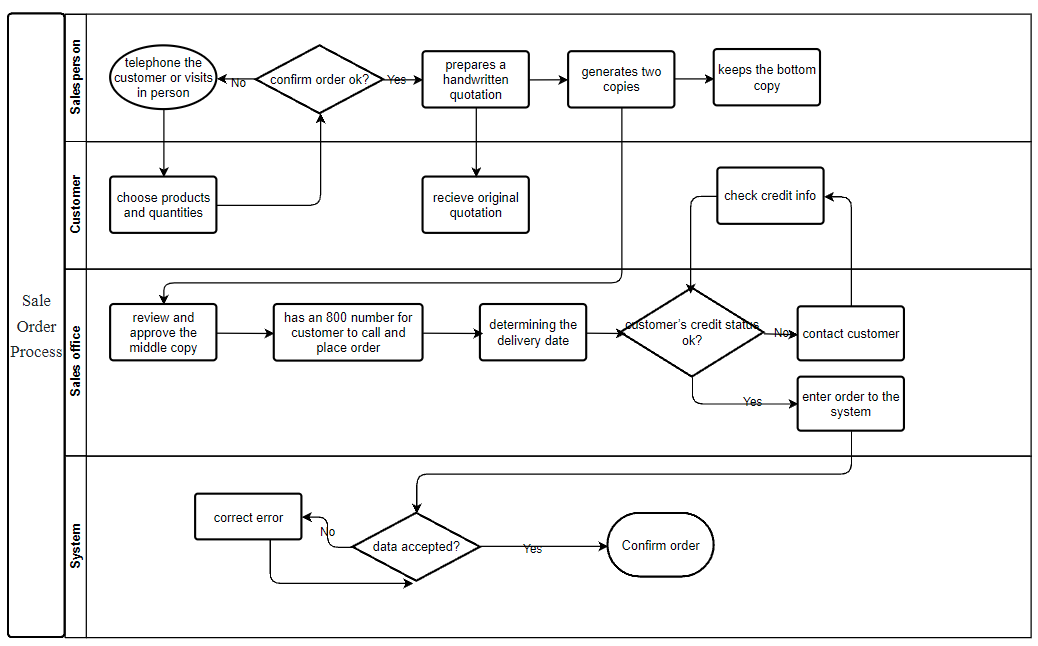 Sale
Order
Process
Salesperson
telephone the
customer or visits
in person
No
confirm order ok?
Yes
prepares a
handwritten
quotation
generates two
copies
keeps the bottom
copy
Customer
choose products
and quantities
recieve original
quotation
check credit info
Sales office
review and
approve the
middle copy
has an 800 number for
customer to call and
place order
determining the
delivery date
customer's credit status
ok?
No
contact customer
Yes
enter order to the
system
System
correct error
No
data accepted?
Yes
Confirm order